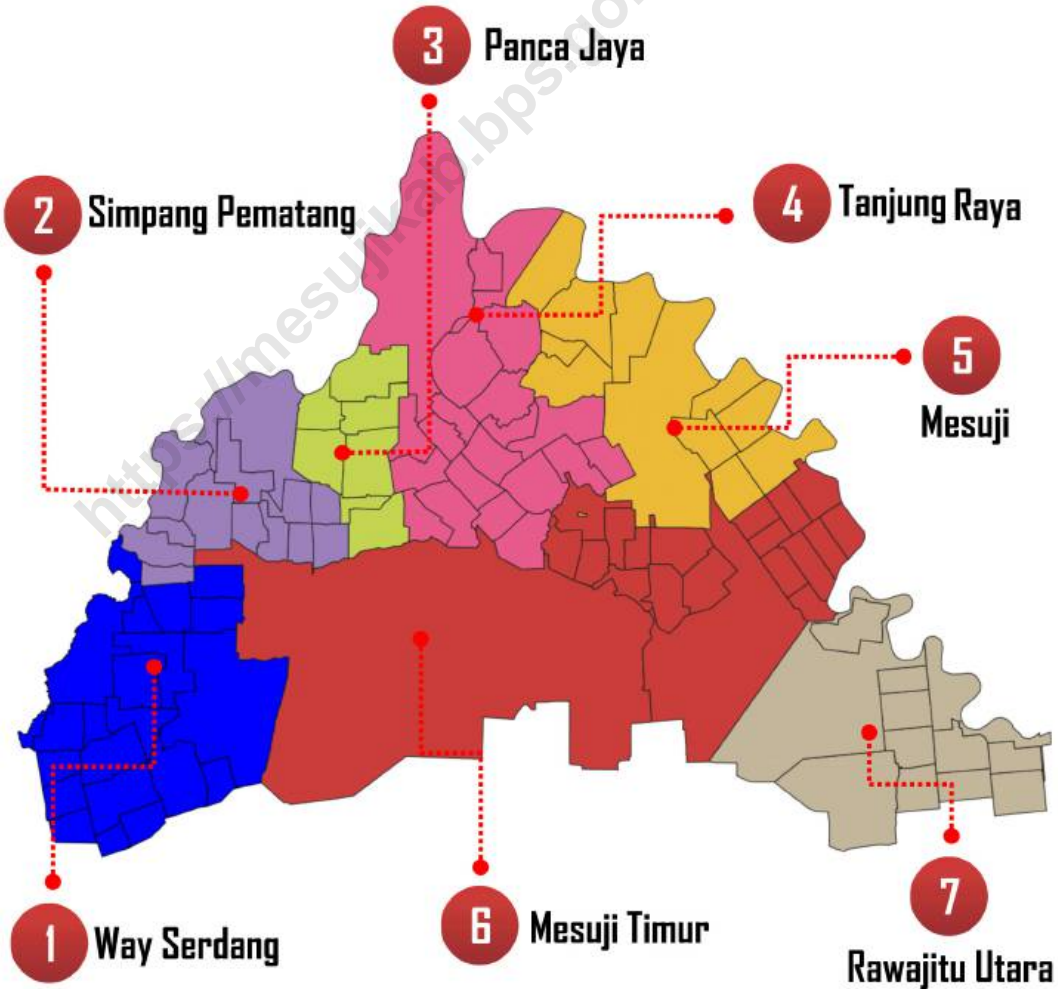 3 Panca Jaya
2 Simpang Pematang
4 Tanjung Raya
5
Mesuji
1 Way Serdang
6 Mesuji Timur
7
Rawajitu Utara
https://mesujikab.bps.go